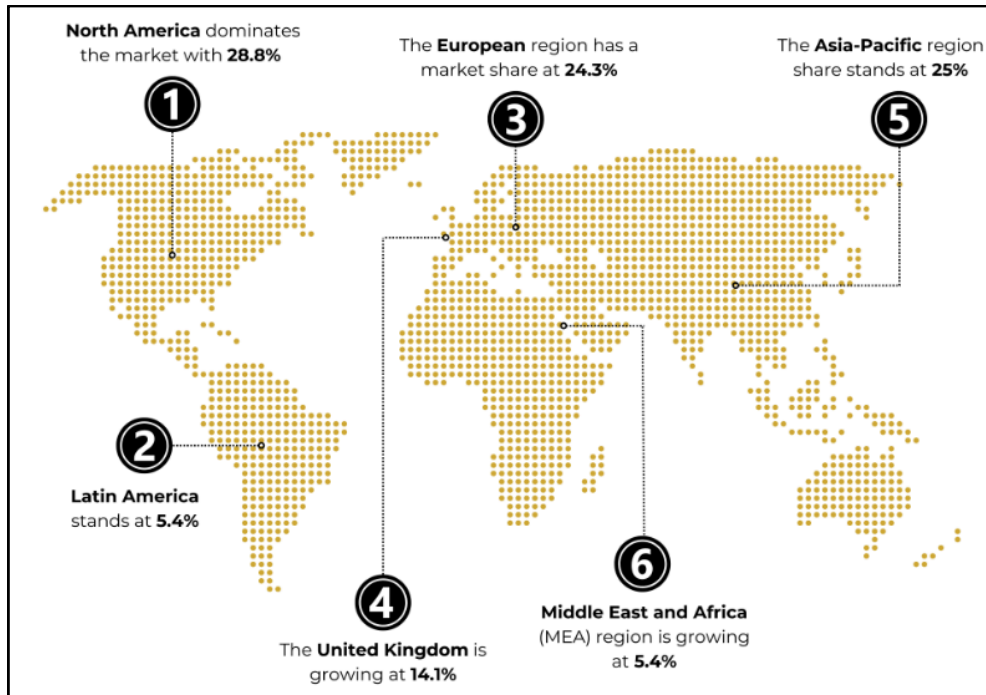 North America dominates
the market with 28.8%
1
2
Latin America
stands at 5.4%
The European region has a
market share at 24.3%
3
4
The United Kingdom is
growing at 14.1%
The Asia-Pacific region
share stands at 25%
5
6
Middle East and Africa
(MEA) region is growing
at 5.4%